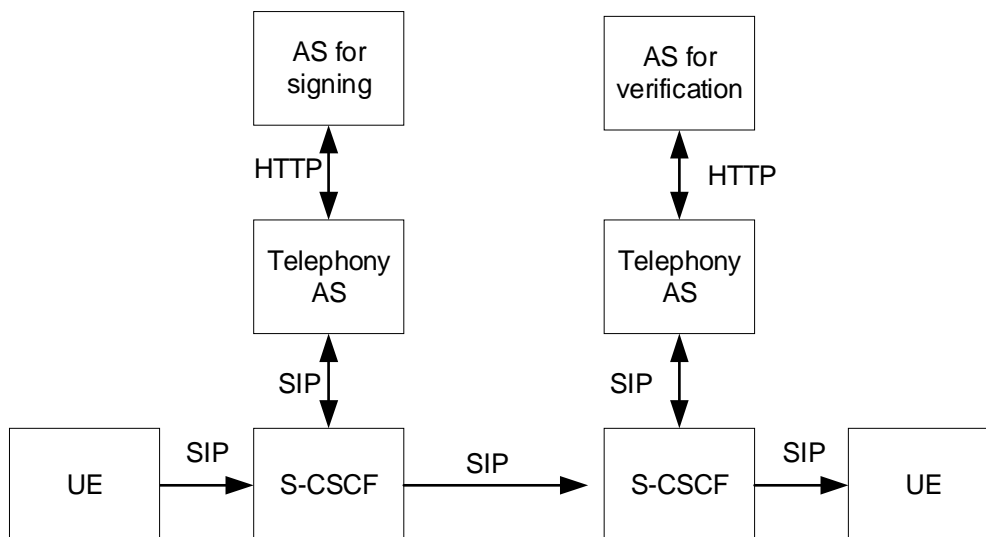 AS for
signing
AS for
verification
HTTP
HTTP
Telephony
AS
Telephony
AS
SIP
SIP
UE
SIP
S-CSCF
SIP
S-CSCF
SIP
UE